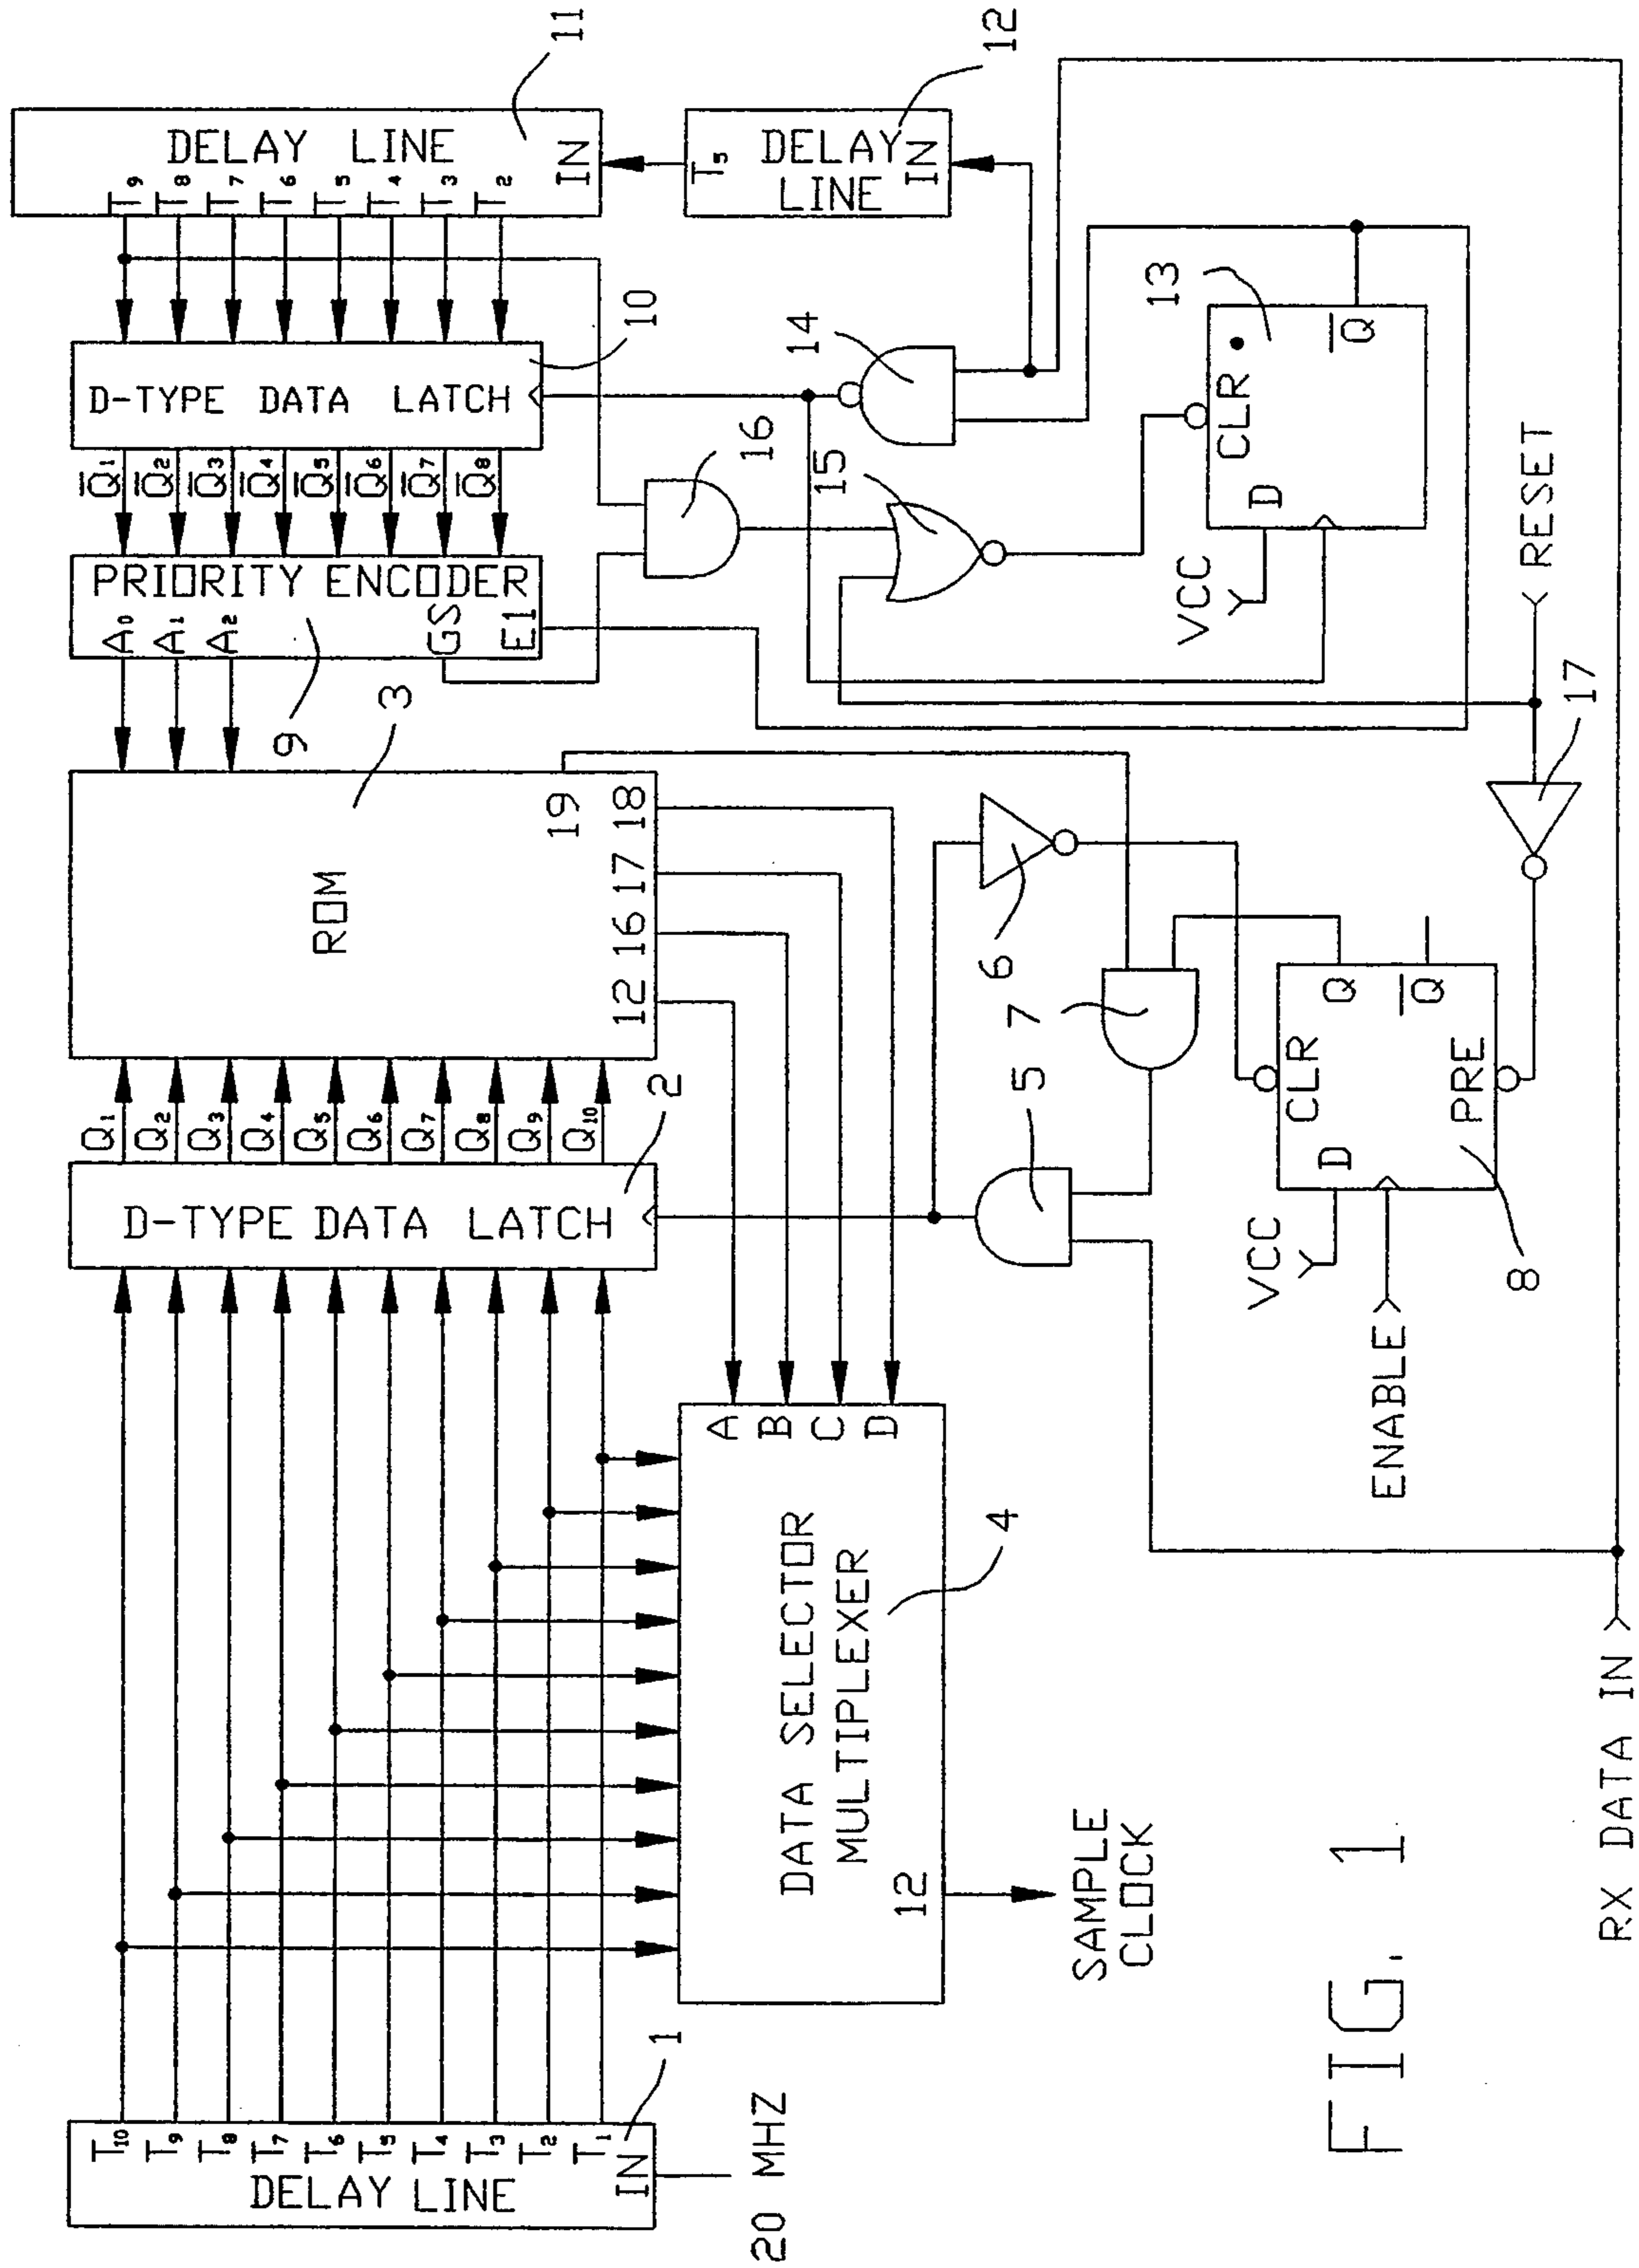 DELAY LINE
T10
T9
T8
T7
T6
T5
T4
T3
T2
T1
IN
1
20 MHZ
D-TYPE DATA LATCH
2
Q1
Q2
Q3
Q4
Q5
Q6
Q7
Q8
Q9
Q10
ROM
3
19
12
16
17
18
PRIORITY ENCODER
A0
A1
A2
GS
E1
9
Q̅1
Q̅2
Q̅3
Q̅4
Q̅5
Q̅6
Q̅7
Q̅8
D-TYPE DATA LATCH
10
DELAY LINE
T9
T8
T7
T6
T5
T4
T3
T2
IN
11
DELAY
LINE
T5
IN
12
DATA SELECTOR
MULTIPLEXER
A
B
C
D
12
4
SAMPLE
CLOCK
5
6
7
16
15
14
VCC
D
CLR
Q̅
13
VCC
D
CLR
Q
Q̅
PRE
8
ENABLE
17
RESET
RX DATA IN
FIG. 1